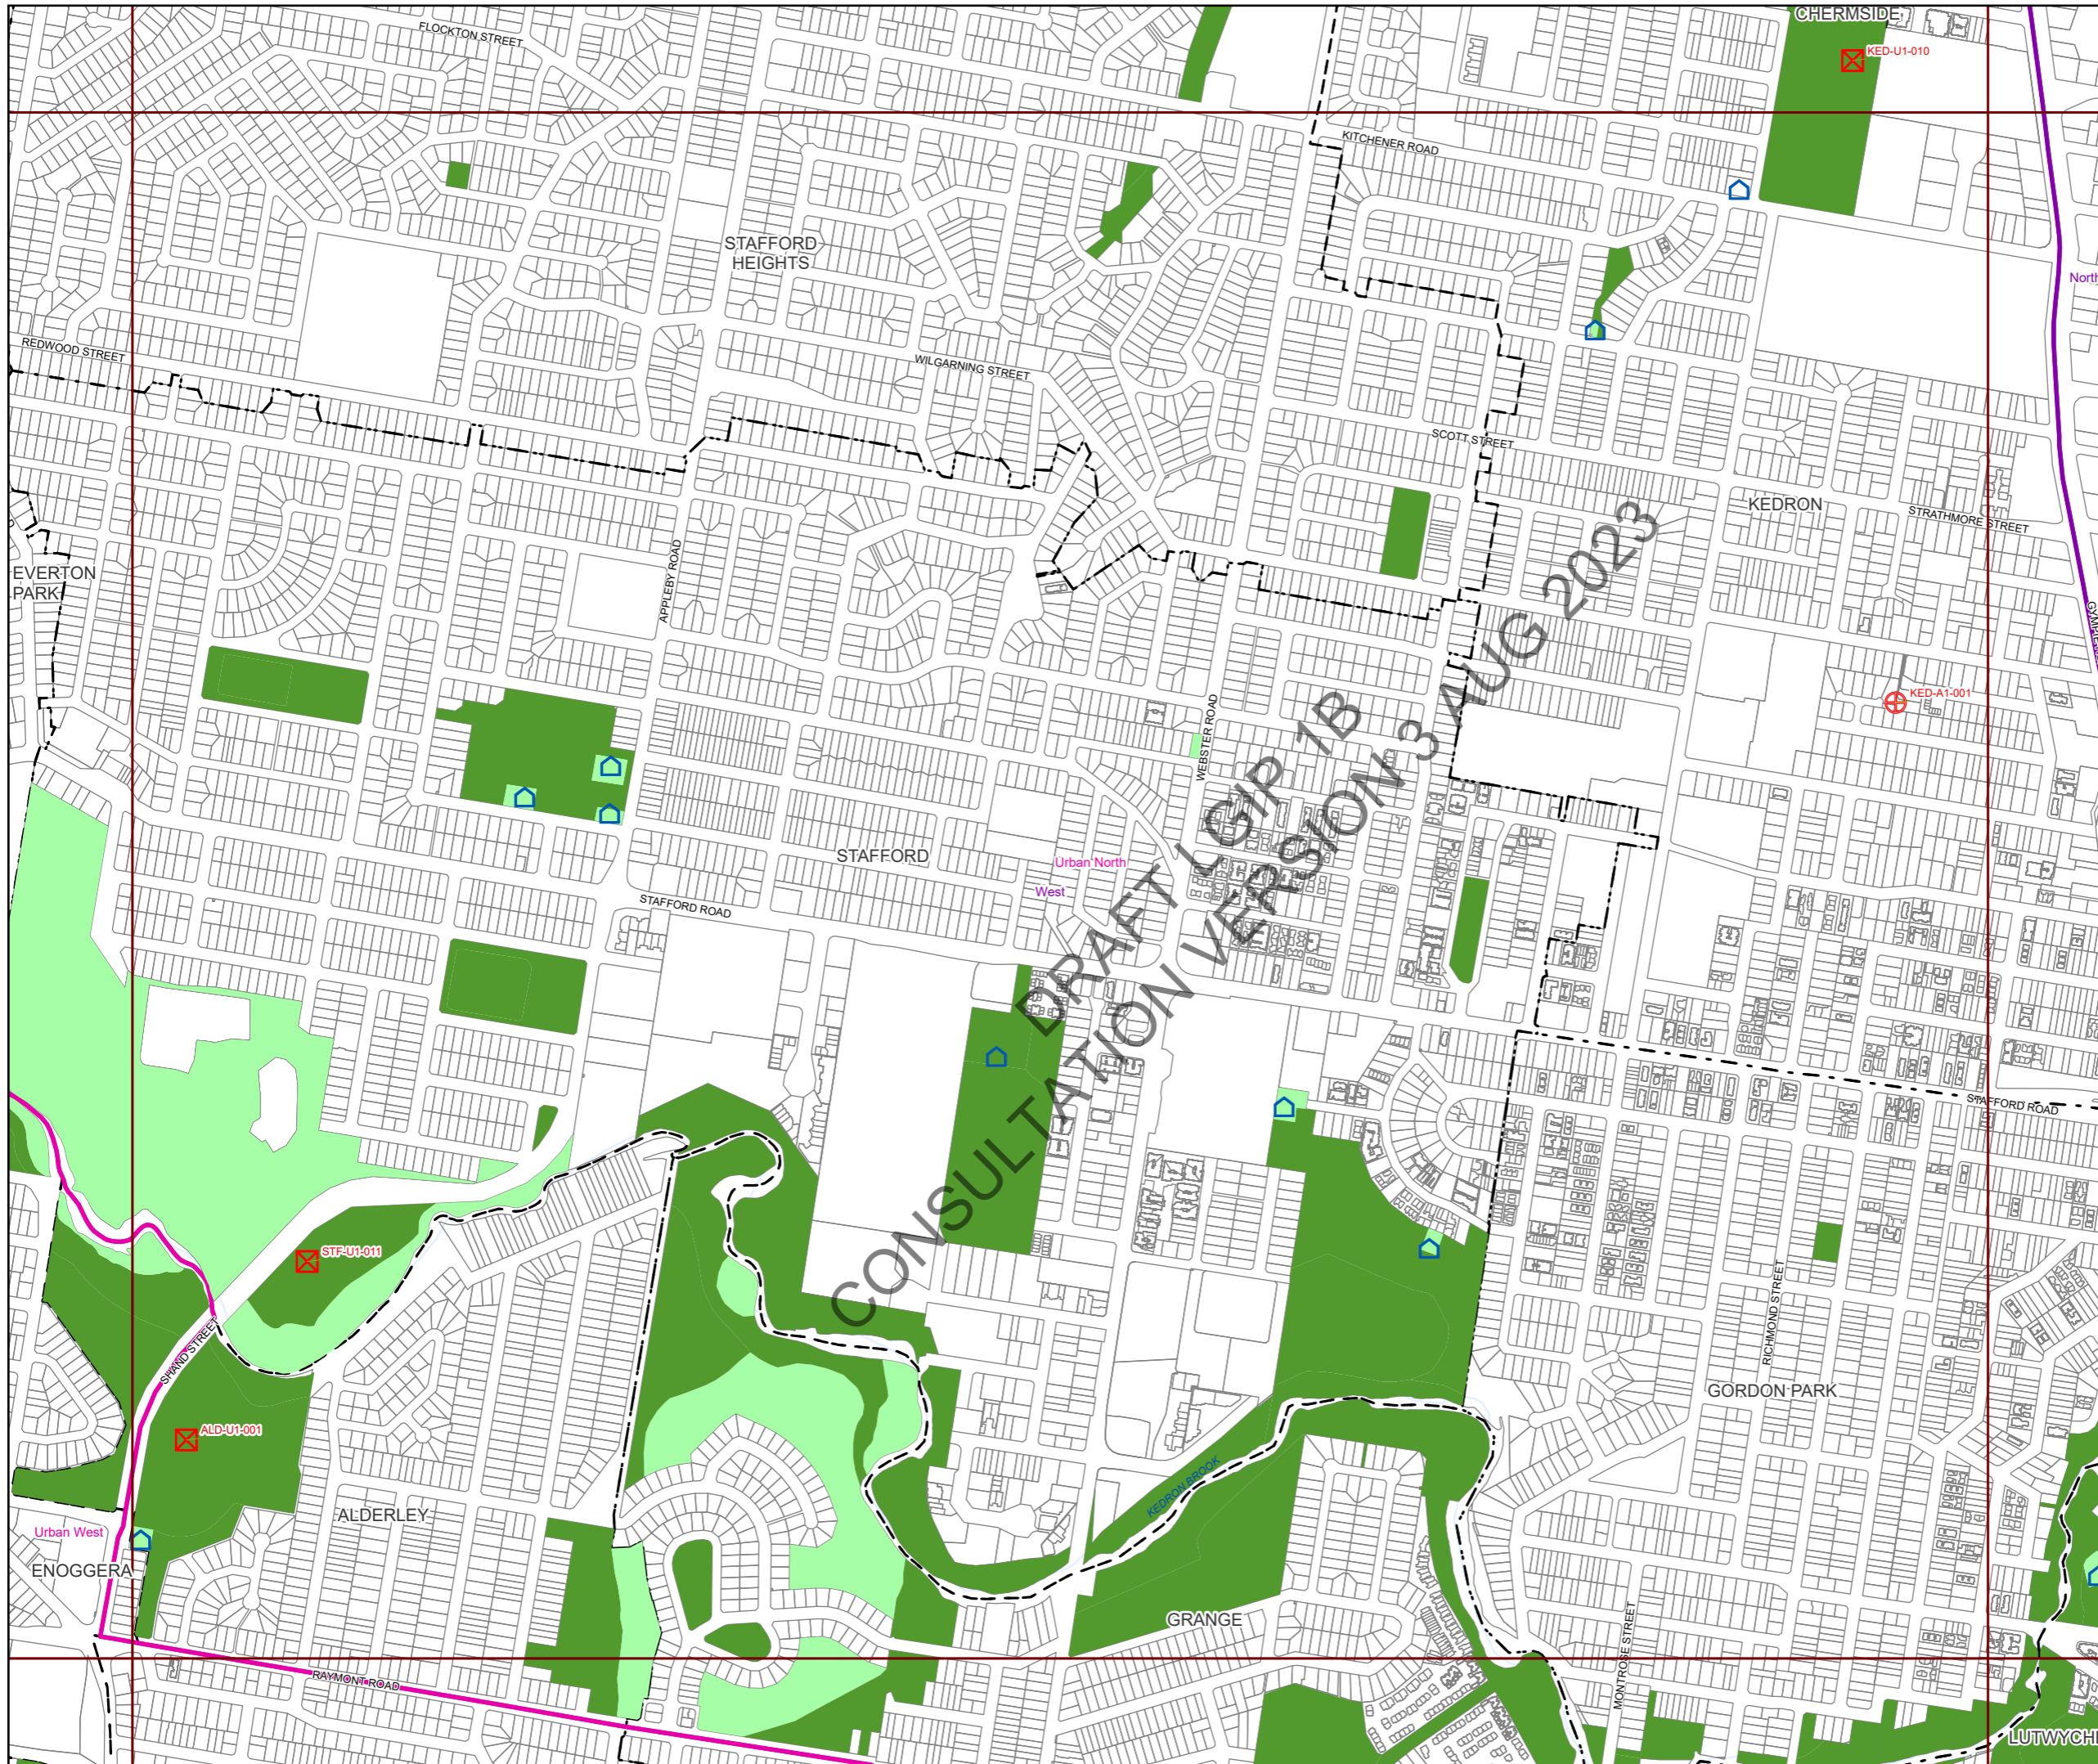 CHERMSIDE
FLOCKTON STREET
KED-U1-010
KITCHENER ROAD
STAFFORD
HEIGHTS
North
REDWOOD STREET
WILGARNING STREET
SCOTT STREET
KEDRON
STRATHMORE STREET
EVERTON
PARK
APPLEBY ROAD
KED-A1-001
WEBSTER ROAD
STAFFORD
Urban North
West
STAFFORD ROAD
DRAFT LGIP 1B
CONSULTATION VERSION 3 AUG 2023
STAFFORD ROAD
STF-U1-011
SHAND STREET
RICHMOND STREET
GORDON PARK
ALD-U1-001
KEDRON BROOK
ALDERLEY
Urban West
ENOGGERA
GRANGE
MONTROSE STREET
RAYMONT ROAD
LUTWYCH